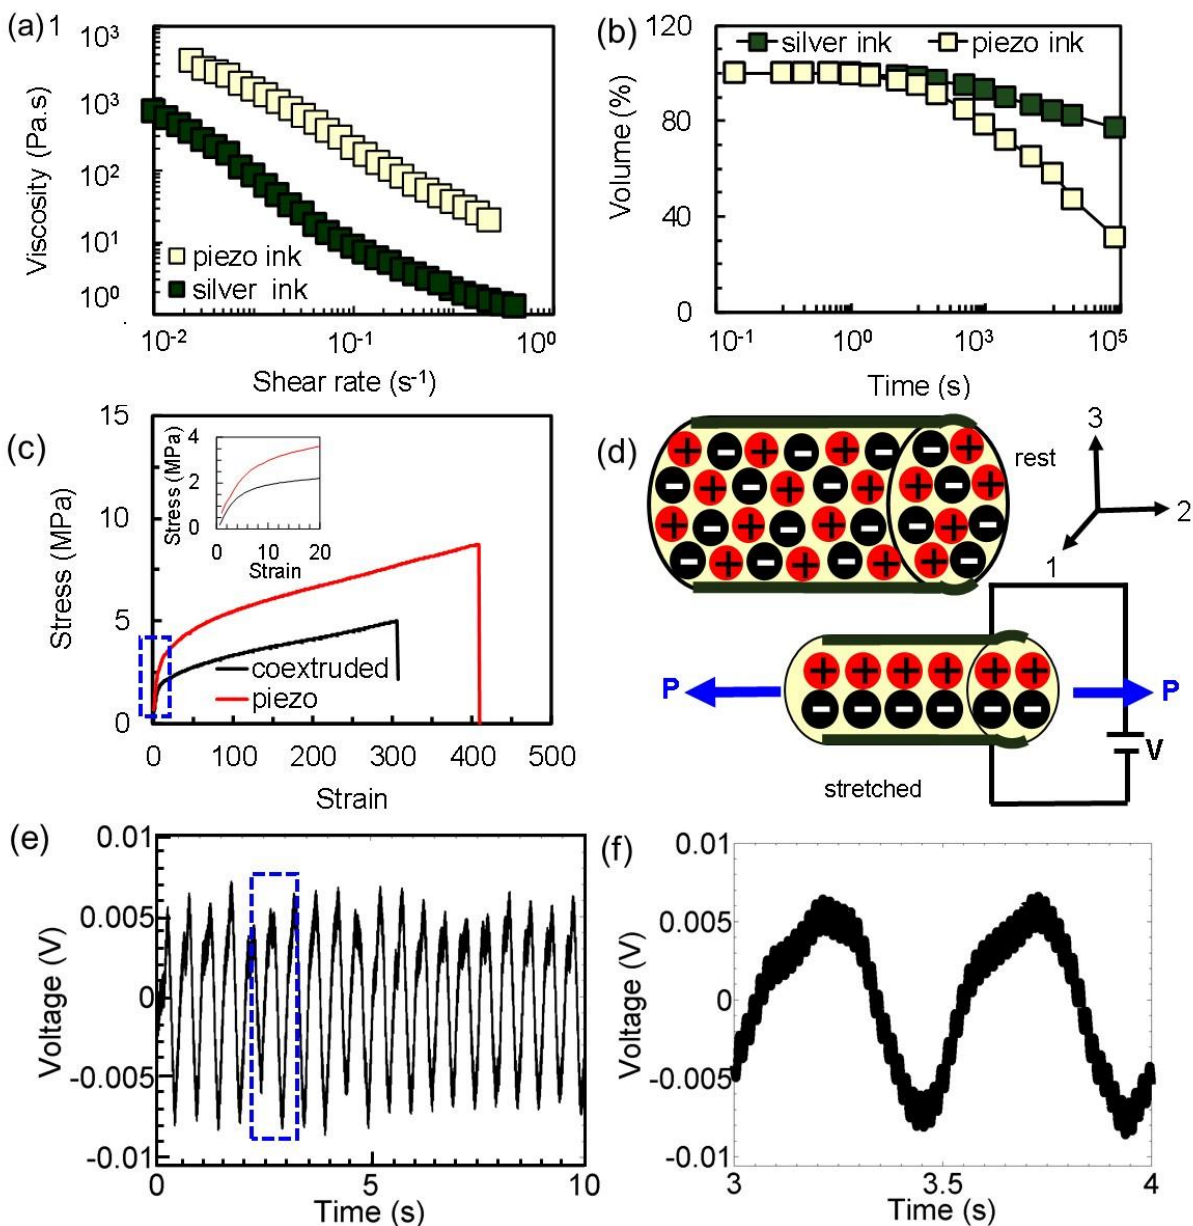 (a)1
10³
10³
10²
10¹
10⁰
Viscosity (Pa.s)
piezo ink
silver ink
10⁻² 10⁻¹ 10⁰
Shear rate (s⁻¹)
(b)
120
80
40
0
Volume (%)
silver ink piezo ink
10⁻¹ 10⁰ 10³ 10⁵
Time (s)
(c)
15
10
5
0
Stress (MPa)
4
2
0
Stress (MPa)
0 10 20
Strain
coextruded
piezo
0 100 200 300 400 500
Strain
(d)
+ − + − + − − +
− + − + − + − +
+ − + − + + − +
− + − + − + − +
rest
3
2
1
P + + + + + + P
− − − − − −
V
stretched
(e)
0.01
0.005
0
-0.005
-0.01
Voltage (V)
0 5 10
Time (s)
(f)
0.01
0.005
0
-0.005
-0.01
Voltage (V)
3 3.5 4
Time (s)